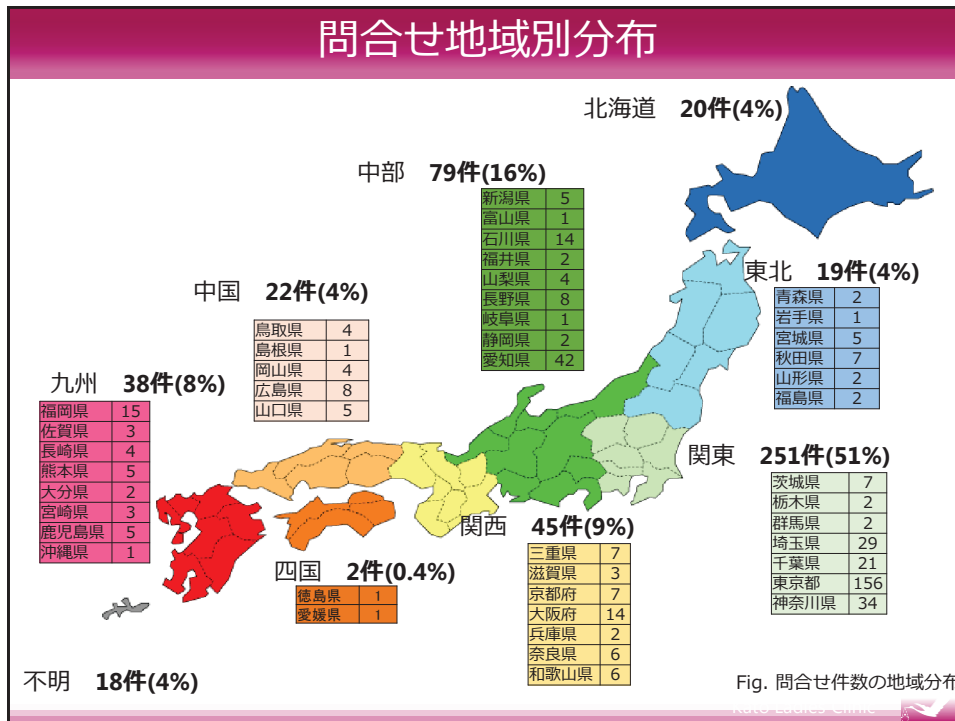 問合せ地域別分布
北海道 20件(4%)
中部 79件(16%)
新潟県 5
富山県 1
石川県 14
福井県 2
山梨県 4
長野県 8
岐阜県 1
静岡県 2
愛知県 42
東北 19件(4%)
青森県 2
岩手県 1
宮城県 5
秋田県 7
山形県 2
福島県 2
中国 22件(4%)
鳥取県 4
島根県 1
岡山県 4
広島県 8
山口県 5
九州 38件(8%)
福岡県 15
佐賀県 3
長崎県 4
熊本県 5
大分県 2
宮崎県 3
鹿児島県 5
沖縄県 1
関東 251件(51%)
茨城県 7
栃木県 2
群馬県 2
埼玉県 29
千葉県 21
東京都 156
神奈川県 34
関西 45件(9%)
三重県 7
滋賀県 3
京都府 7
大阪府 14
兵庫県 2
奈良県 6
和歌山県 6
四国 2件(0.4%)
徳島県 1
愛媛県 1
不明 18件(4%)
Fig. 問合せ件数の地域分布
Kato Ladies Clinic